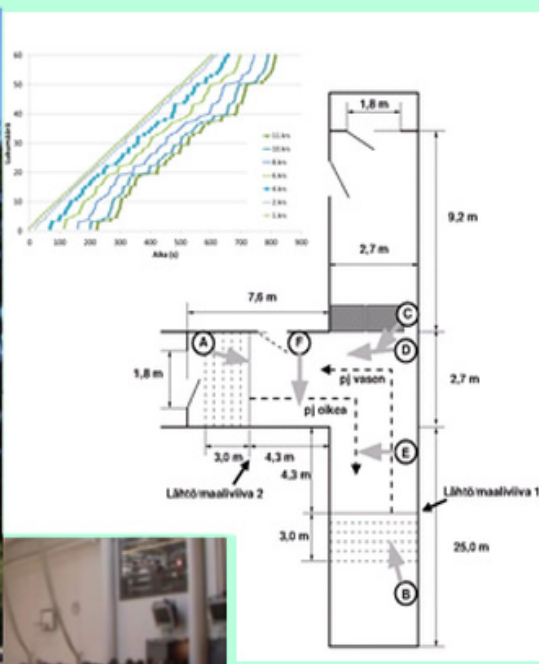 60
50
40
30
20
10
0
0 100 200 300 400 500 600 700 800 900
Aika (s)
11.krs
10.krs
8.krs
6.krs
4.krs
2.krs
1.krs
1,8 m
9,2 m
2,7 m
7,6 m
C
A
F
D
1,8 m
pj vasen
2,7 m
pj oikea
E
3,0 m
4,3 m
4,3 m
Lähtö/maaliviiva 2
Lähtö/maaliviiva 1
3,0 m
25,0 m
B